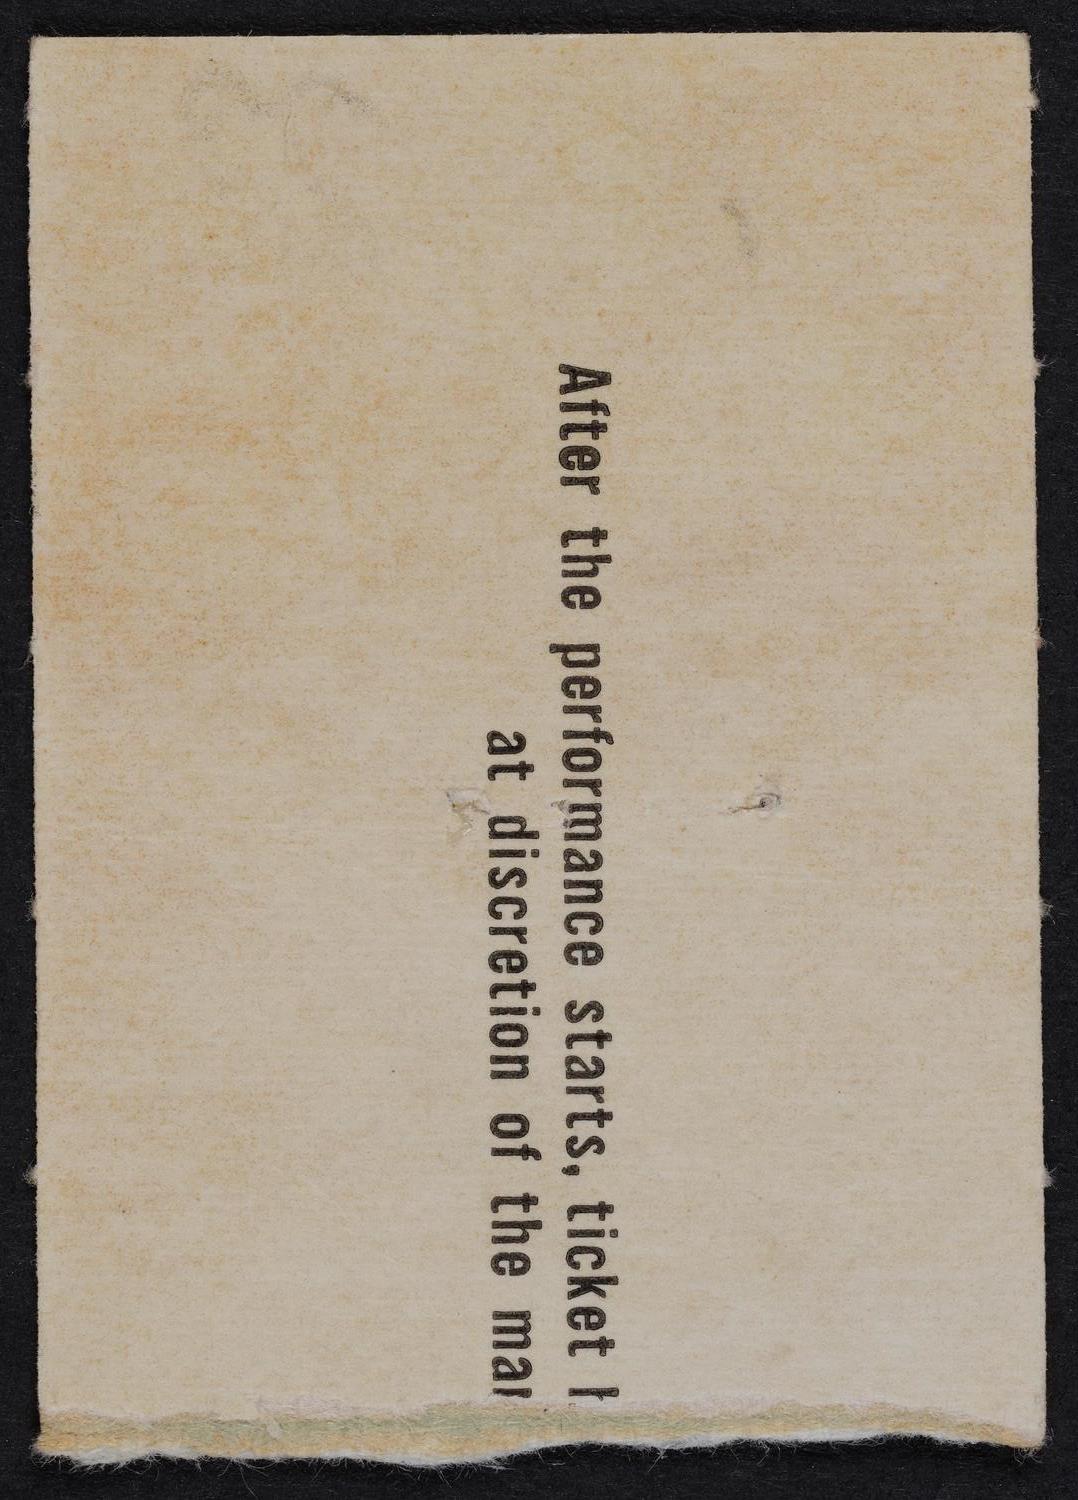 After the performance starts, ticket
at discretion of the